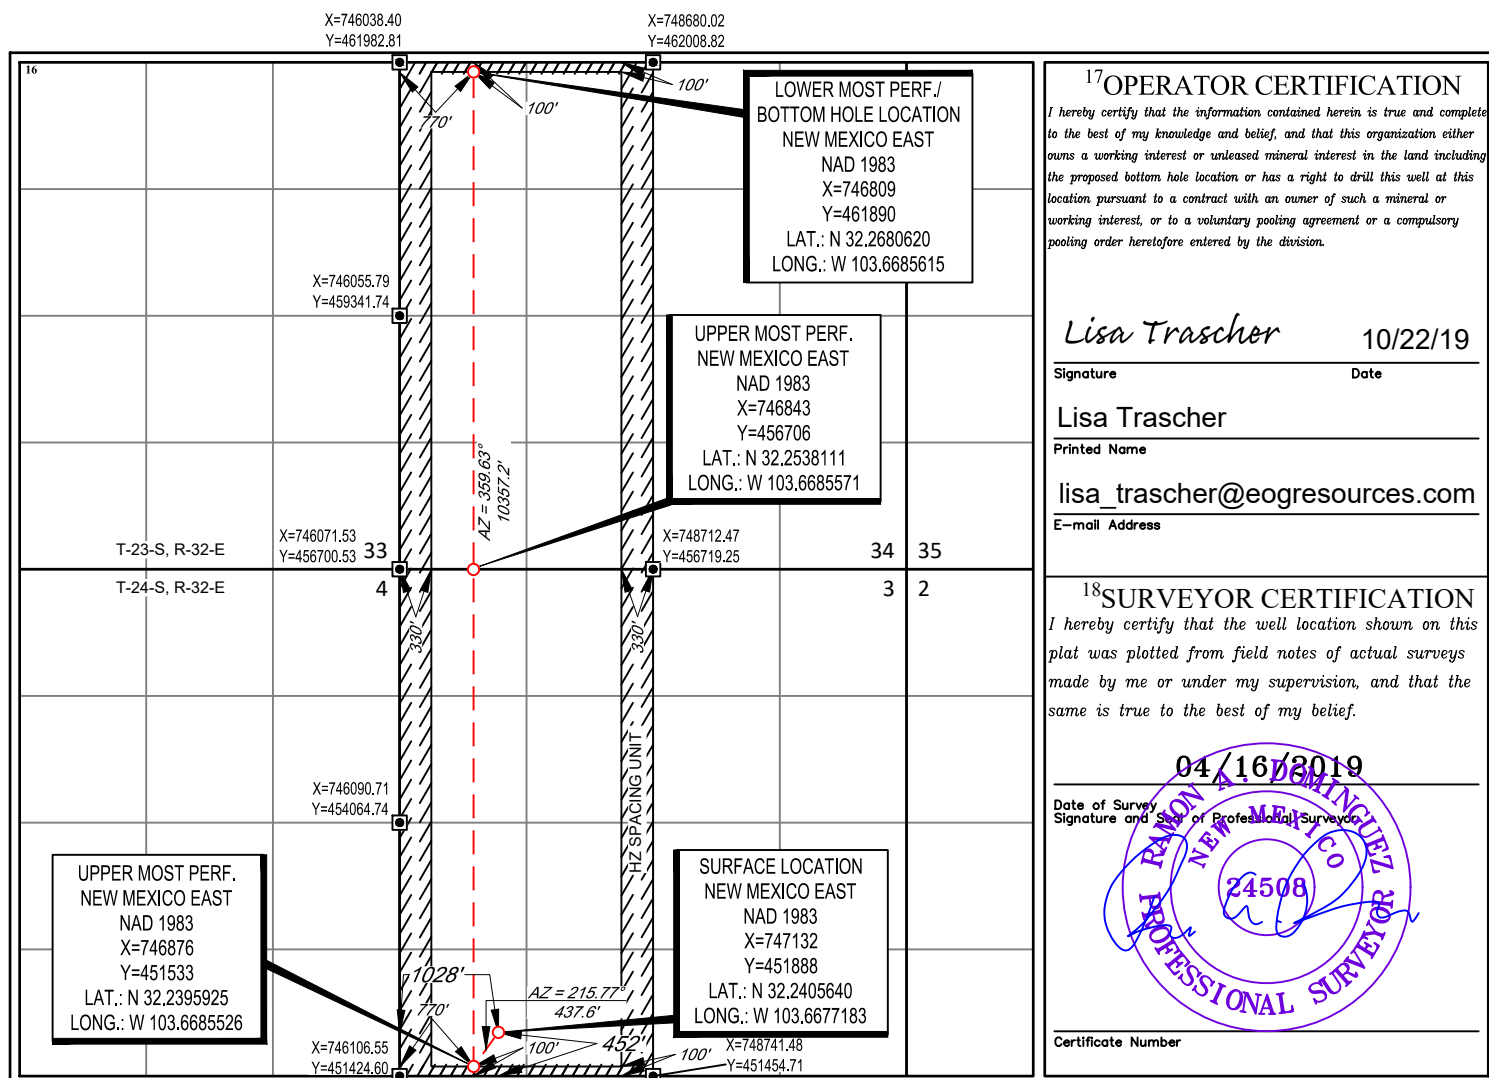 X=746038.40
Y=461982.81
X=748680.02
Y=462008.82
16
100'
100'
770'
LOWER MOST PERF./
BOTTOM HOLE LOCATION
NEW MEXICO EAST
NAD 1983
X=746809
Y=461890
LAT.: N 32.2680620
LONG.: W 103.6685615
X=746055.79
Y=459341.74
UPPER MOST PERF.
NEW MEXICO EAST
NAD 1983
X=746843
Y=456706
LAT.: N 32.2538111
LONG.: W 103.6685571
AZ = 359.63°
10357.2'
X=746071.53
Y=456700.53
X=748712.47
Y=456719.25
T-23-S, R-32-E
33
34
35
T-24-S, R-32-E
4
3
2
330'
330'
HZ SPACING UNIT
X=746090.71
Y=454064.74
UPPER MOST PERF.
NEW MEXICO EAST
NAD 1983
X=746876
Y=451533
LAT.: N 32.2395925
LONG.: W 103.6685526
SURFACE LOCATION
NEW MEXICO EAST
NAD 1983
X=747132
Y=451888
LAT.: N 32.2405640
LONG.: W 103.6677183
1028'
AZ = 215.77°
437.6'
770'
452'
100'
100'
X=746106.55
Y=451424.60
X=748741.48
Y=451454.71
17OPERATOR CERTIFICATION
I hereby certify that the information contained herein is true and complete
to the best of my knowledge and belief, and that this organization either
owns a working interest or unleased mineral interest in the land including
the proposed bottom hole location or has a right to drill this well at this
location pursuant to a contract with an owner of such a mineral or
working interest, or to a voluntary pooling agreement or a compulsory
pooling order heretofore entered by the division.
Lisa Trascher 10/22/19
Signature Date
Lisa Trascher
Printed Name
lisa_trascher@eogresources.com
E-mail Address
18SURVEYOR CERTIFICATION
I hereby certify that the well location shown on this
plat was plotted from field notes of actual surveys
made by me or under my supervision, and that the
same is true to the best of my belief.
04/16/2019
Date of Survey
Signature and Seal of Professional Surveyor
RAMON A. DOMINGUEZ
NEW MEXICO
24508
PROFESSIONAL SURVEYOR
Certificate Number